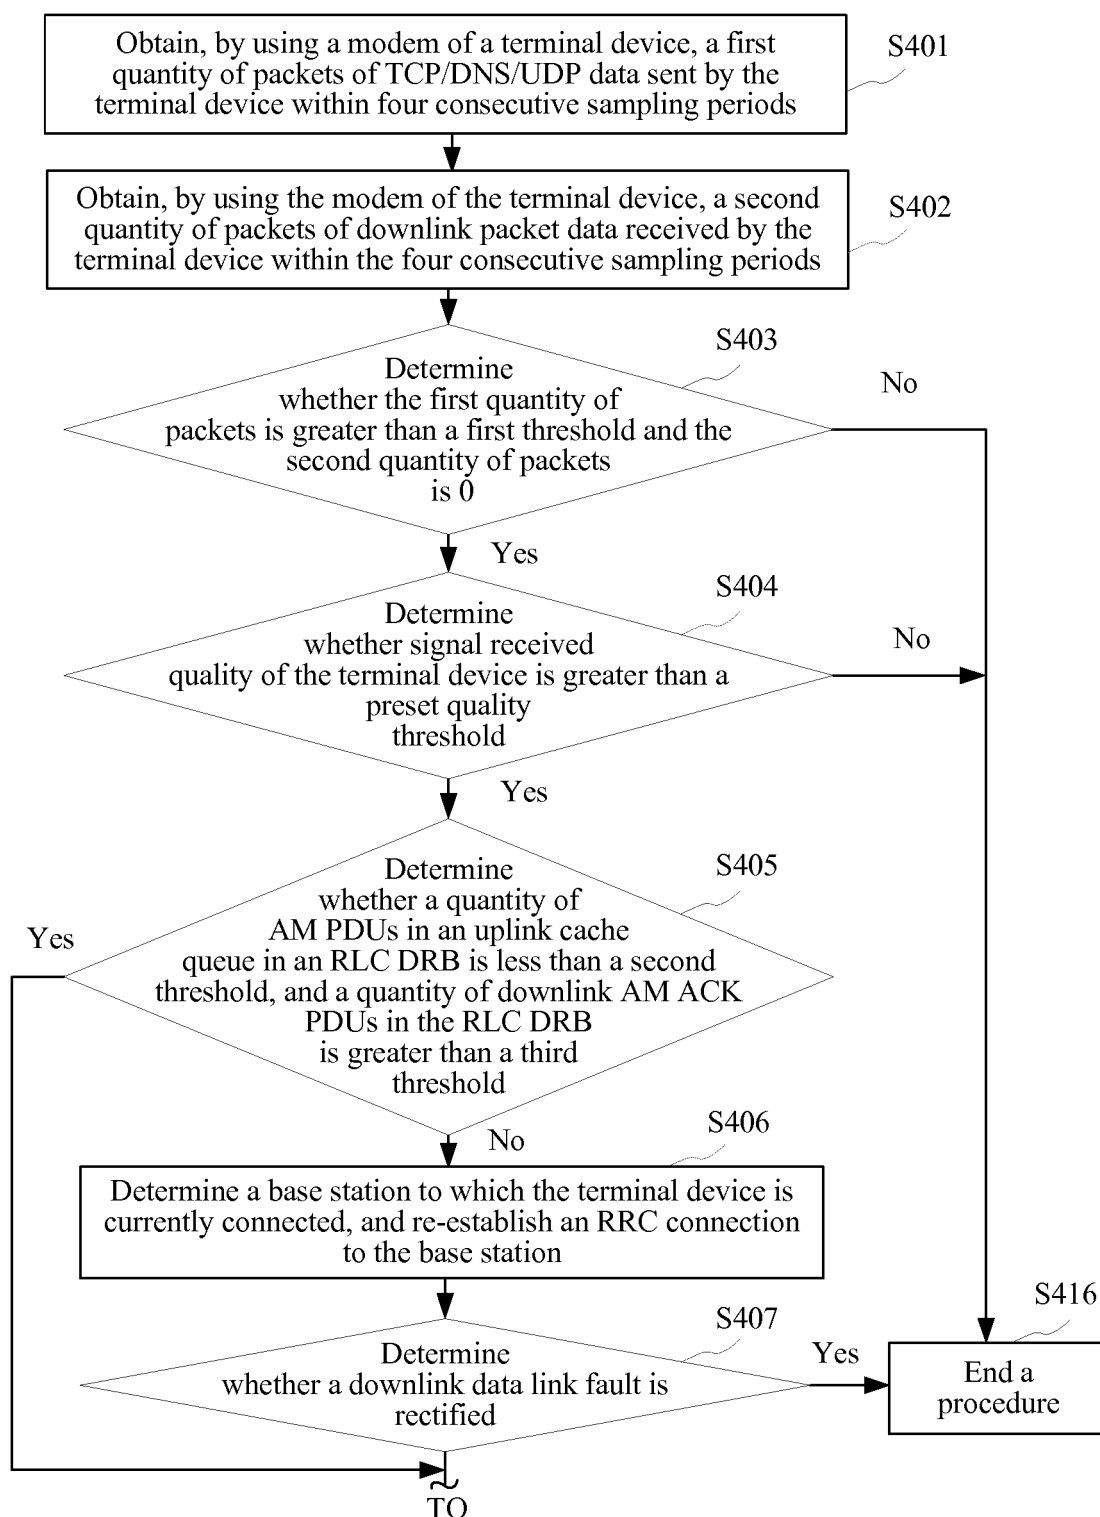 Obtain, by using a modem of a terminal device, a first
quantity of packets of TCP/DNS/UDP data sent by the
terminal device within four consecutive sampling periods
S401
Obtain, by using the modem of the terminal device, a second
quantity of packets of downlink packet data received by the
terminal device within the four consecutive sampling periods
S402
S403
Determine
whether the first quantity of
packets is greater than a first threshold and the
second quantity of packets
is 0
No
Yes
S404
Determine
whether signal received
quality of the terminal device is greater than a
preset quality
threshold
No
Yes
S405
Determine
whether a quantity of
AM PDUs in an uplink cache
queue in an RLC DRB is less than a second
threshold, and a quantity of downlink AM ACK
PDUs in the RLC DRB
is greater than a third
threshold
Yes
No
S406
Determine a base station to which the terminal device is
currently connected, and re-establish an RRC connection
to the base station
S407
Determine
whether a downlink data link fault is
rectified
Yes
S416
End a
procedure
TO